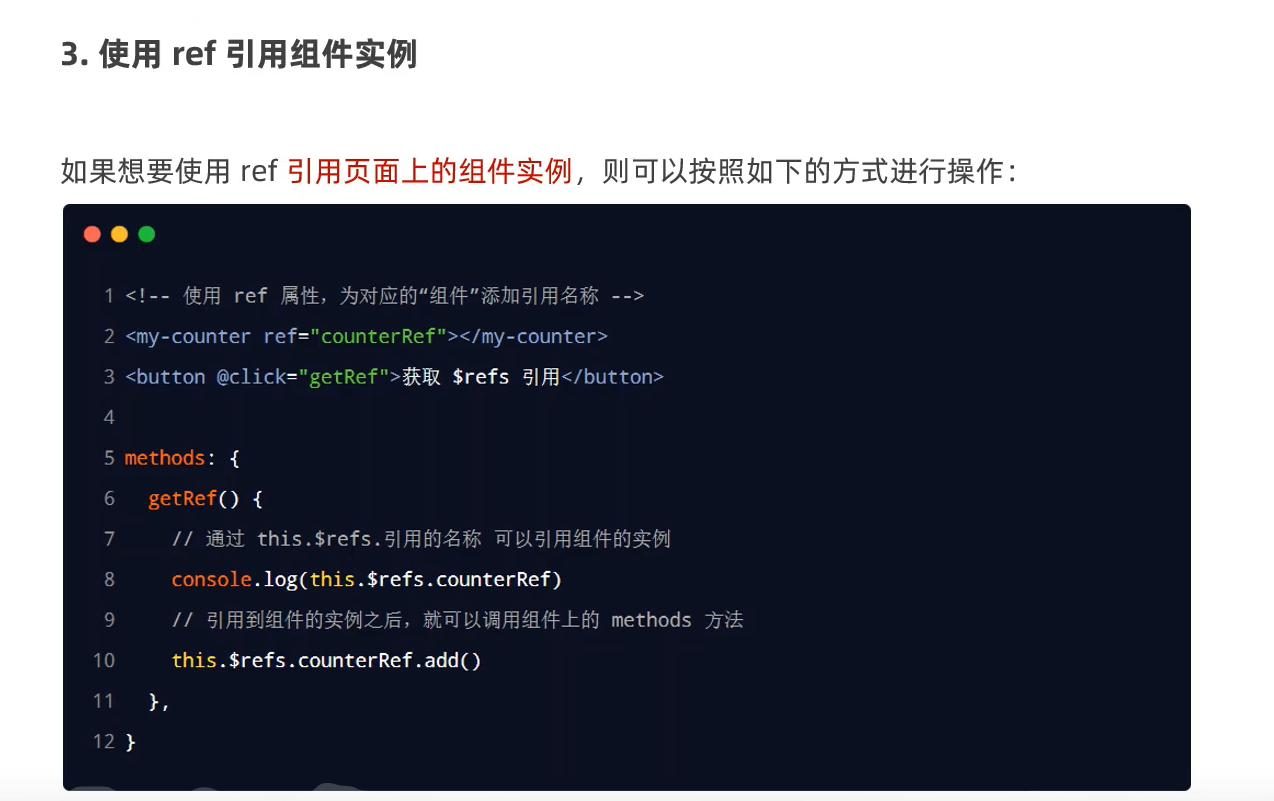 3. 使用 ref 引用组件实例
如果想要使用 ref 引用页面上的组件实例，则可以按照如下的方式进行操作：
1 <!-- 使用 ref 属性，为对应的“组件”添加引用名称 -->
2 <my-counter ref="counterRef"></my-counter>
3 <button @click="getRef">获取 $refs 引用</button>
4
5 methods: {
6   getRef() {
7     // 通过 this.$refs.引用的名称 可以引用组件的实例
8     console.log(this.$refs.counterRef)
9     // 引用到组件的实例之后，就可以调用组件上的 methods 方法
10     this.$refs.counterRef.add()
11   },
12 }